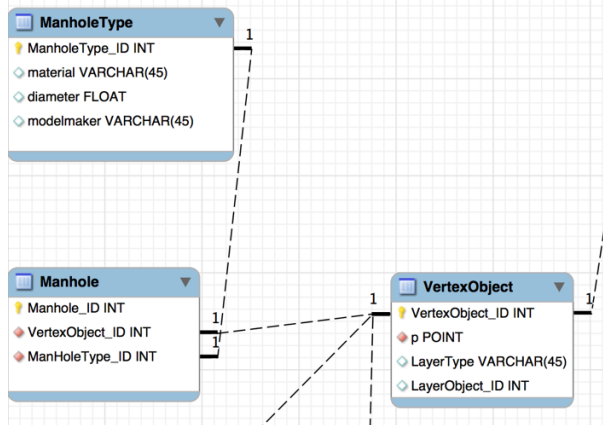 ManholeType
1
ManholeType_ID INT
material VARCHAR(45)
diameter FLOAT
modelmaker VARCHAR(45)
Manhole
Manhole_ID INT
1
VertexObject_ID INT
1
ManHoleType_ID INT
VertexObject
1
1
VertexObject_ID INT
p POINT
LayerType VARCHAR(45)
LayerObject_ID INT